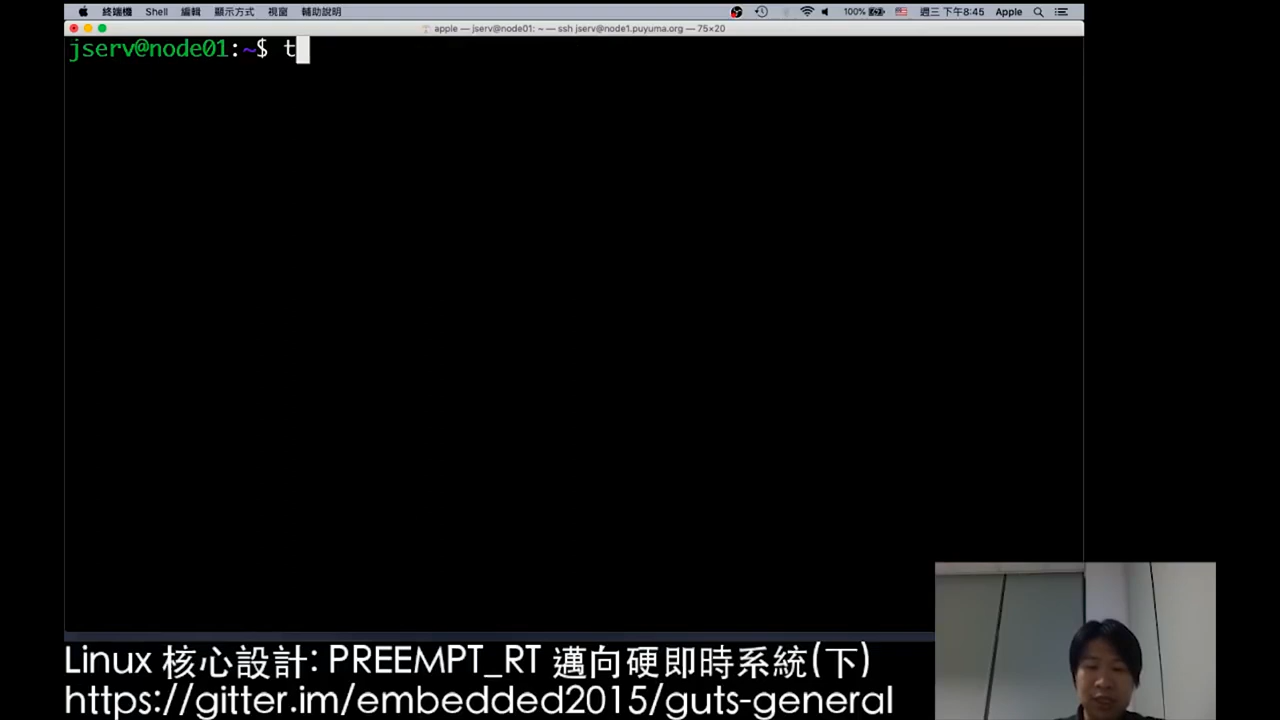 終端機 Shell 編輯 顯示方式 視窗 輔助說明 100% 週三 下午8:45 Apple
apple — jserv@node01: ~ — ssh jserv@node1.puyuma.org — 75×20
jserv@node01:~$ t
Linux 核心設計: PREEMPT_RT 邁向硬即時系統(下)
https://gitter.im/embedded2015/guts-general